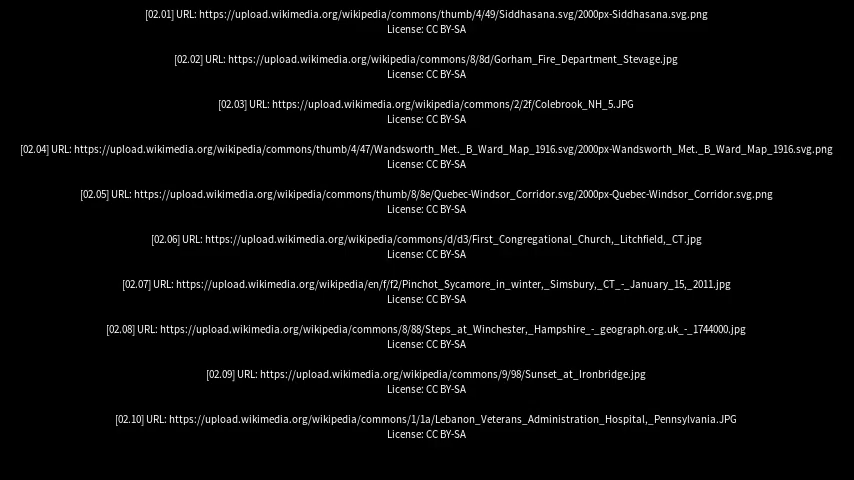 [02.01] URL: https://upload.wikimedia.org/wikipedia/commons/thumb/4/49/Siddhasana.svg/2000px-Siddhasana.svg.png
License: CC BY-SA
[02.02] URL: https://upload.wikimedia.org/wikipedia/commons/8/8d/Gorham_Fire_Department_Stevage.jpg
License: CC BY-SA
[02.03] URL: https://upload.wikimedia.org/wikipedia/commons/2/2f/Colebrook_NH_5.JPG
License: CC BY-SA
[02.04] URL: https://upload.wikimedia.org/wikipedia/commons/thumb/4/47/Wandsworth_Met._B_Ward_Map_1916.svg/2000px-Wandsworth_Met._B_Ward_Map_1916.svg.png
License: CC BY-SA
[02.05] URL: https://upload.wikimedia.org/wikipedia/commons/thumb/8/8e/Quebec-Windsor_Corridor.svg/2000px-Quebec-Windsor_Corridor.svg.png
License: CC BY-SA
[02.06] URL: https://upload.wikimedia.org/wikipedia/commons/d/d3/First_Congregational_Church,_Litchfield,_CT.jpg
License: CC BY-SA
[02.07] URL: https://upload.wikimedia.org/wikipedia/en/f/f2/Pinchot_Sycamore_in_winter,_Simsbury,_CT_-_January_15,_2011.jpg
License: CC BY-SA
[02.08] URL: https://upload.wikimedia.org/wikipedia/commons/8/88/Steps_at_Winchester,_Hampshire_-_geograph.org.uk_-_1744000.jpg
License: CC BY-SA
[02.09] URL: https://upload.wikimedia.org/wikipedia/commons/9/98/Sunset_at_Ironbridge.jpg
License: CC BY-SA
[02.10] URL: https://upload.wikimedia.org/wikipedia/commons/1/1a/Lebanon_Veterans_Administration_Hospital,_Pennsylvania.JPG
License: CC BY-SA